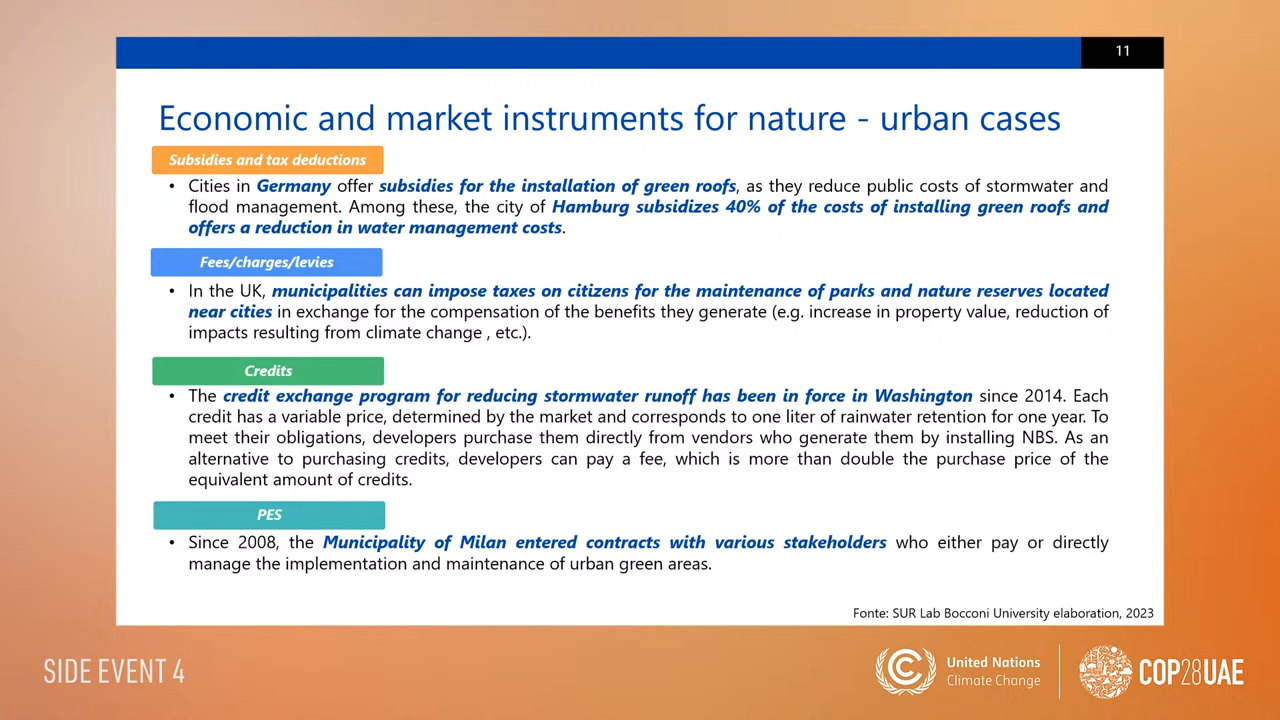 11
Economic and market instruments for nature - urban cases
Subsidies and tax deductions
• Cities in Germany offer subsidies for the installation of green roofs, as they reduce public costs of stormwater and
flood management. Among these, the city of Hamburg subsidizes 40% of the costs of installing green roofs and
offers a reduction in water management costs.
Fees/charges/levies
• In the UK, municipalities can impose taxes on citizens for the maintenance of parks and nature reserves located
near cities in exchange for the compensation of the benefits they generate (e.g. increase in property value, reduction of
impacts resulting from climate change , etc.).
Credits
• The credit exchange program for reducing stormwater runoff has been in force in Washington since 2014. Each
credit has a variable price, determined by the market and corresponds to one liter of rainwater retention for one year. To
meet their obligations, developers purchase them directly from vendors who generate them by installing NBS. As an
alternative to purchasing credits, developers can pay a fee, which is more than double the purchase price of the
equivalent amount of credits.
PES
• Since 2008, the Municipality of Milan entered contracts with various stakeholders who either pay or directly
manage the implementation and maintenance of urban green areas.
Fonte: SUR Lab Bocconi University elaboration, 2023
SIDE EVENT 4
United Nations
Climate Change
COP28UAE